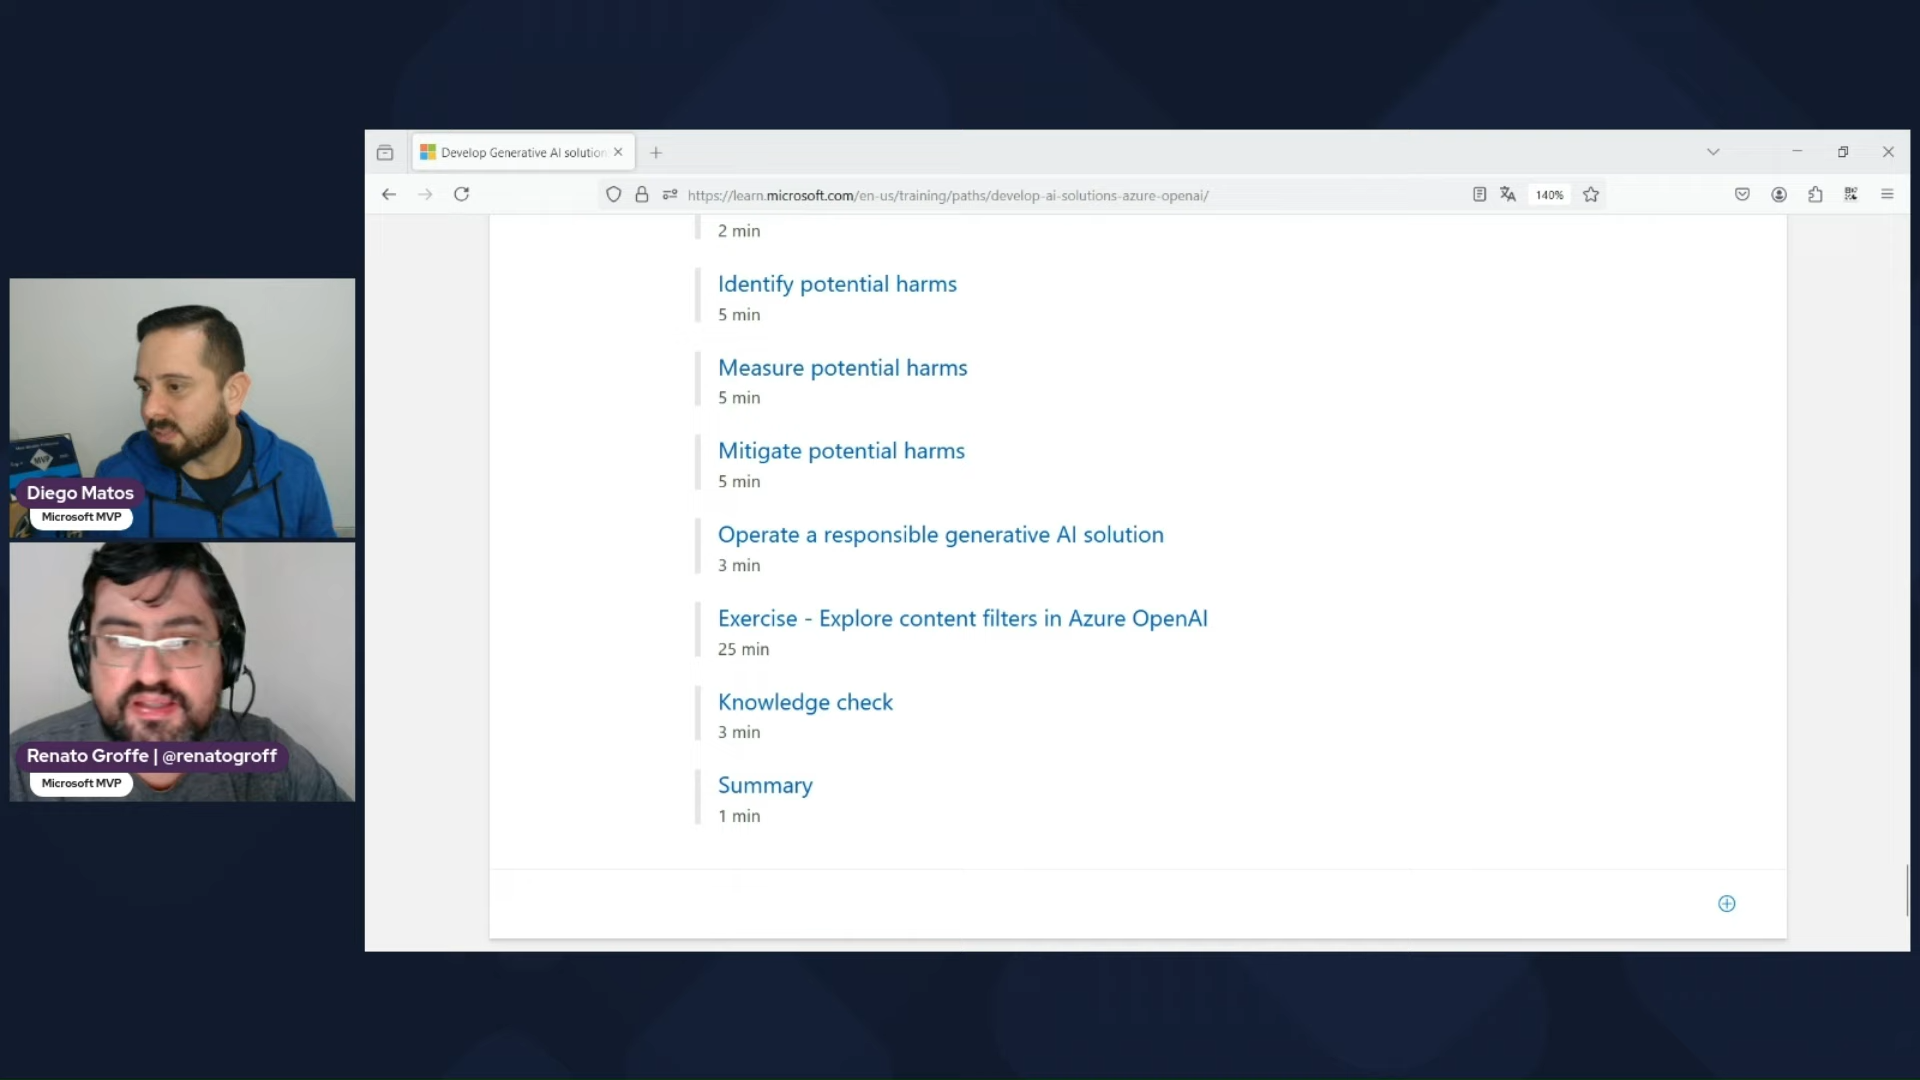 Develop Generative AI solution
https://learn.microsoft.com/en-us/training/paths/develop-ai-solutions-azure-openai/
140%
2 min
Identify potential harms
5 min
Measure potential harms
5 min
Mitigate potential harms
5 min
Operate a responsible generative AI solution
3 min
Exercise - Explore content filters in Azure OpenAI
25 min
Knowledge check
3 min
Summary
1 min
MVP
Diego Matos
Microsoft MVP
Renato Groffe | @renatogroff
Microsoft MVP